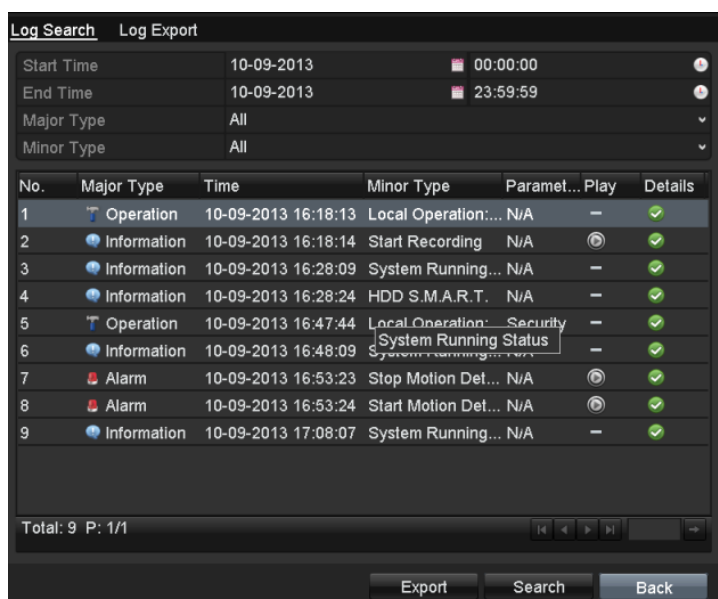 Log Search Log Export
Start Time 10-09-2013 00:00:00
End Time 10-09-2013 23:59:59
Major Type All
Minor Type All
No. Major Type Time Minor Type Paramet... Play Details
1 Operation 10-09-2013 16:18:13 Local Operation:... N/A –
2 Information 10-09-2013 16:18:14 Start Recording N/A
3 Information 10-09-2013 16:28:09 System Running... N/A –
4 Information 10-09-2013 16:28:24 HDD S.M.A.R.T. N/A –
5 Operation 10-09-2013 16:47:44 Local Operation: Security –
System Running Status
6 Information 10-09-2013 16:48:09 System Running... N/A –
7 Alarm 10-09-2013 16:53:23 Stop Motion Det... N/A
8 Alarm 10-09-2013 16:53:24 Start Motion Det... N/A
9 Information 10-09-2013 17:08:07 System Running... N/A –
Total: 9 P: 1/1
Export Search Back